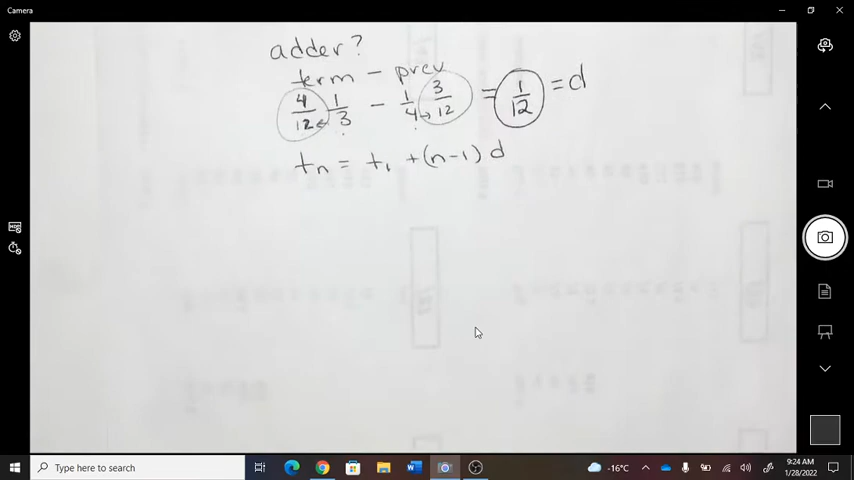 Camera
adder?
term - prev
4/12 ← 1/3 - 1/4 → 3/12 = 1/12 = d
tₙ = t₁ + (n-1) d
Type here to search
-16°C
9:24 AM
1/28/2022